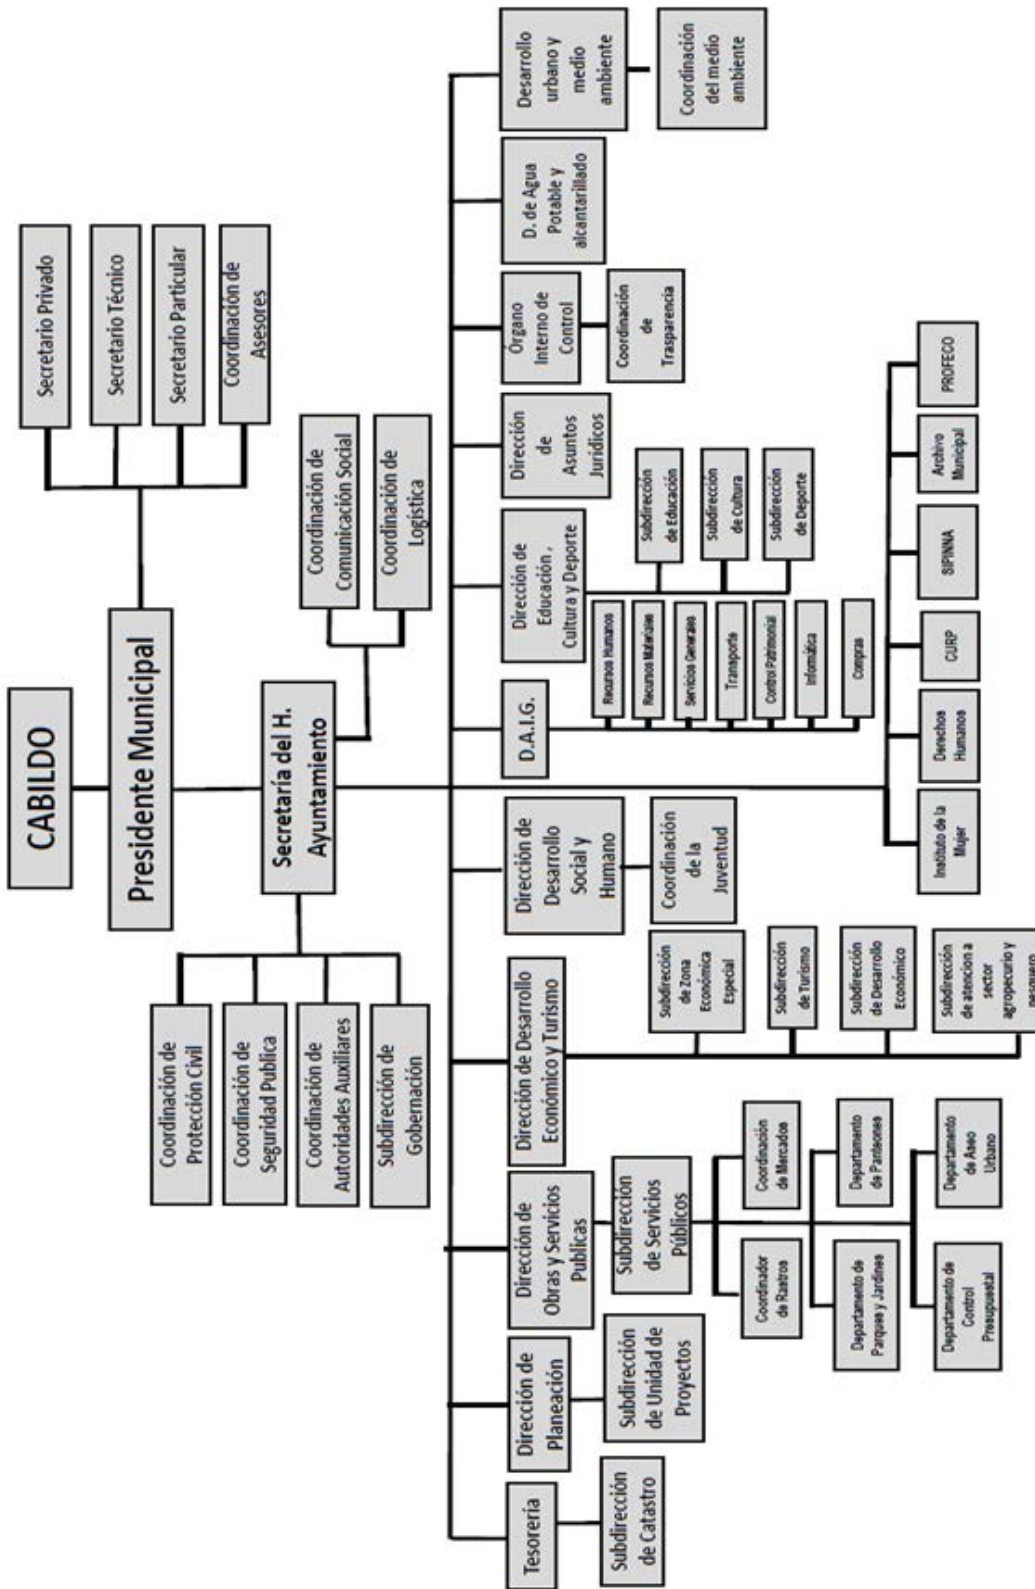 CABILDO
Presidente Municipal
Secretario Privado
Secretario Técnico
Secretario Particular
Coordinación de
Asesores
Secretaría del H.
Ayuntamiento
Coordinación de
Protección Civil
Coordinación de
Seguridad Publica
Coordinación de
Autoridades Auxiliares
Subdirección de
Gobernación
Coordinación de
Comunicación Social
Coordinación de
Logística
Tesorería
Subdirección
de Catastro
Dirección de
Planeación
Subdirección
de Unidad de
Proyectos
Dirección de
Obras y Servicios
Publicas
Subdirección
de Servicios
Públicos
Coordinador
de Rastros
Coordinación
de Mercados
Departamento de
Parques y Jardines
Departamento
de Panteones
Departamento de
Control
Presupuestal
Departamento
de Aseo
Urbano
Dirección de Desarrollo
Económico y Turismo
Subdirección
de Zona
Económica
Especial
Subdirección
de Turismo
Subdirección
de Desarrollo
Económico
Subdirección
de atencion a
sector
agropecurio y
pesquero
Dirección de
Desarrollo
Social y
Humano
Coordinación
de la
Juventud
D.A.I.G.
Recursos Humanos
Recursos Materiales
Servicios Generales
Transporte
Control Patrimonial
Informática
Compras
Dirección de
Educación ,
Cultura y Deporte
Subdirección
de Educación
Subdirección
de Cultura
Subdirección
de Deporte
Dirección
de
Asuntos
Jurídicos
Órgano
Interno de
Control
Coordinación
de
Trasparencia
D. de Agua
Potable y
alcantarillado
Desarrollo
urbano y
medio
ambiente
Coordinación
del medio
ambiente
Instituto de la
Mujer
Derechos
Humanos
CURP
SIPINNA
Archivo
Municipal
PROFECO